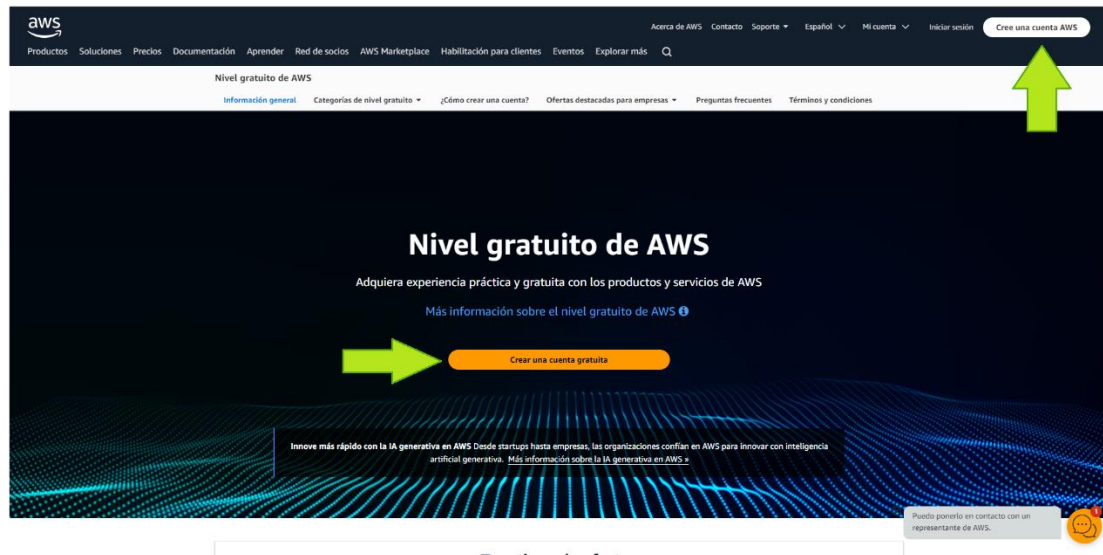 aws
Acerca de AWS Contacto Soporte Español Mi cuenta Iniciar sesión Cree una cuenta AWS
Productos Soluciones Precios Documentación Aprender Red de socios AWS Marketplace Habilitación para clientes Eventos Explorar más
Nivel gratuito de AWS
Información general Categorías de nivel gratuito ¿Cómo crear una cuenta? Ofertas destacadas para empresas Preguntas frecuentes Términos y condiciones
Nivel gratuito de AWS
Adquiera experiencia práctica y gratuita con los productos y servicios de AWS
Más información sobre el nivel gratuito de AWS
Crear una cuenta gratuita
Innove más rápido con la IA generativa en AWS Desde startups hasta empresas, las organizaciones confían en AWS para innovar con inteligencia
artificial generativa. Más información sobre la IA generativa en AWS »
Puedo ponerlo en contacto con un
representante de AWS.
1